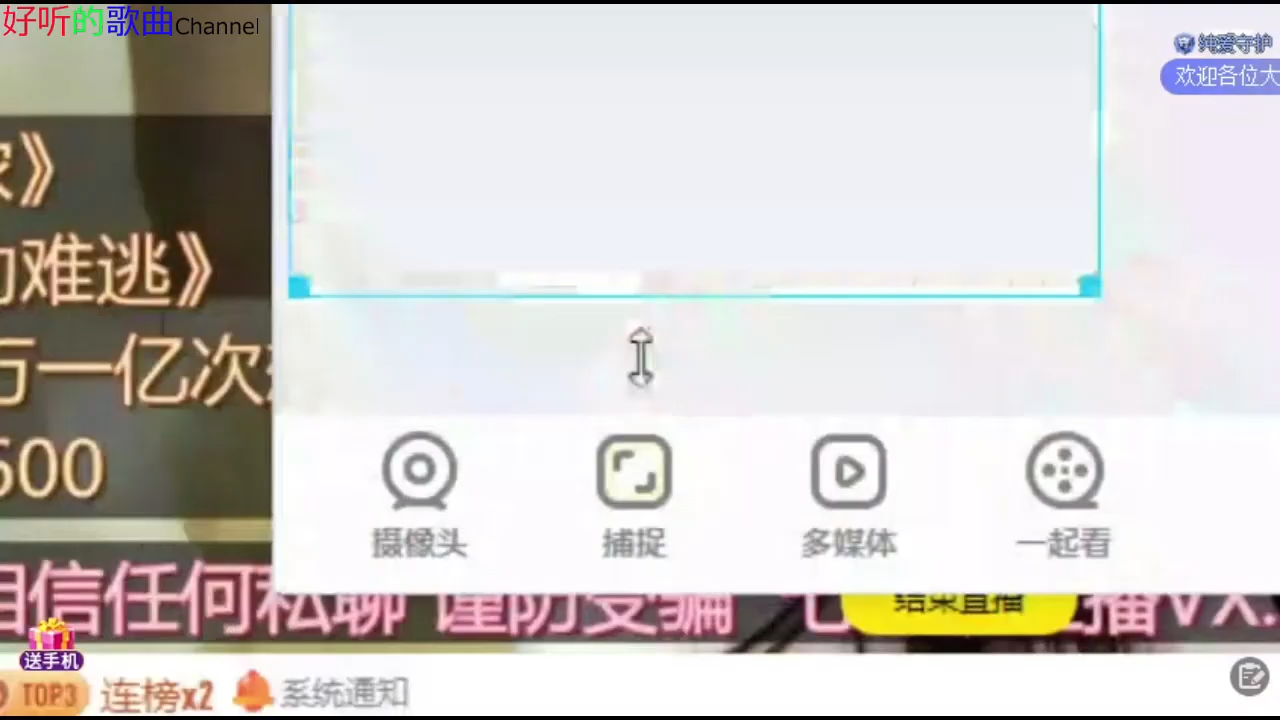 好听的歌曲Channel
纯爱守护
欢迎各位大
》
难逃》
万一亿次
600
摄像头
捕捉
多媒体
一起看
相信任何私聊 谨防受骗
播VX:
结束直播
送手机
TOP3 连榜x2 系统通知